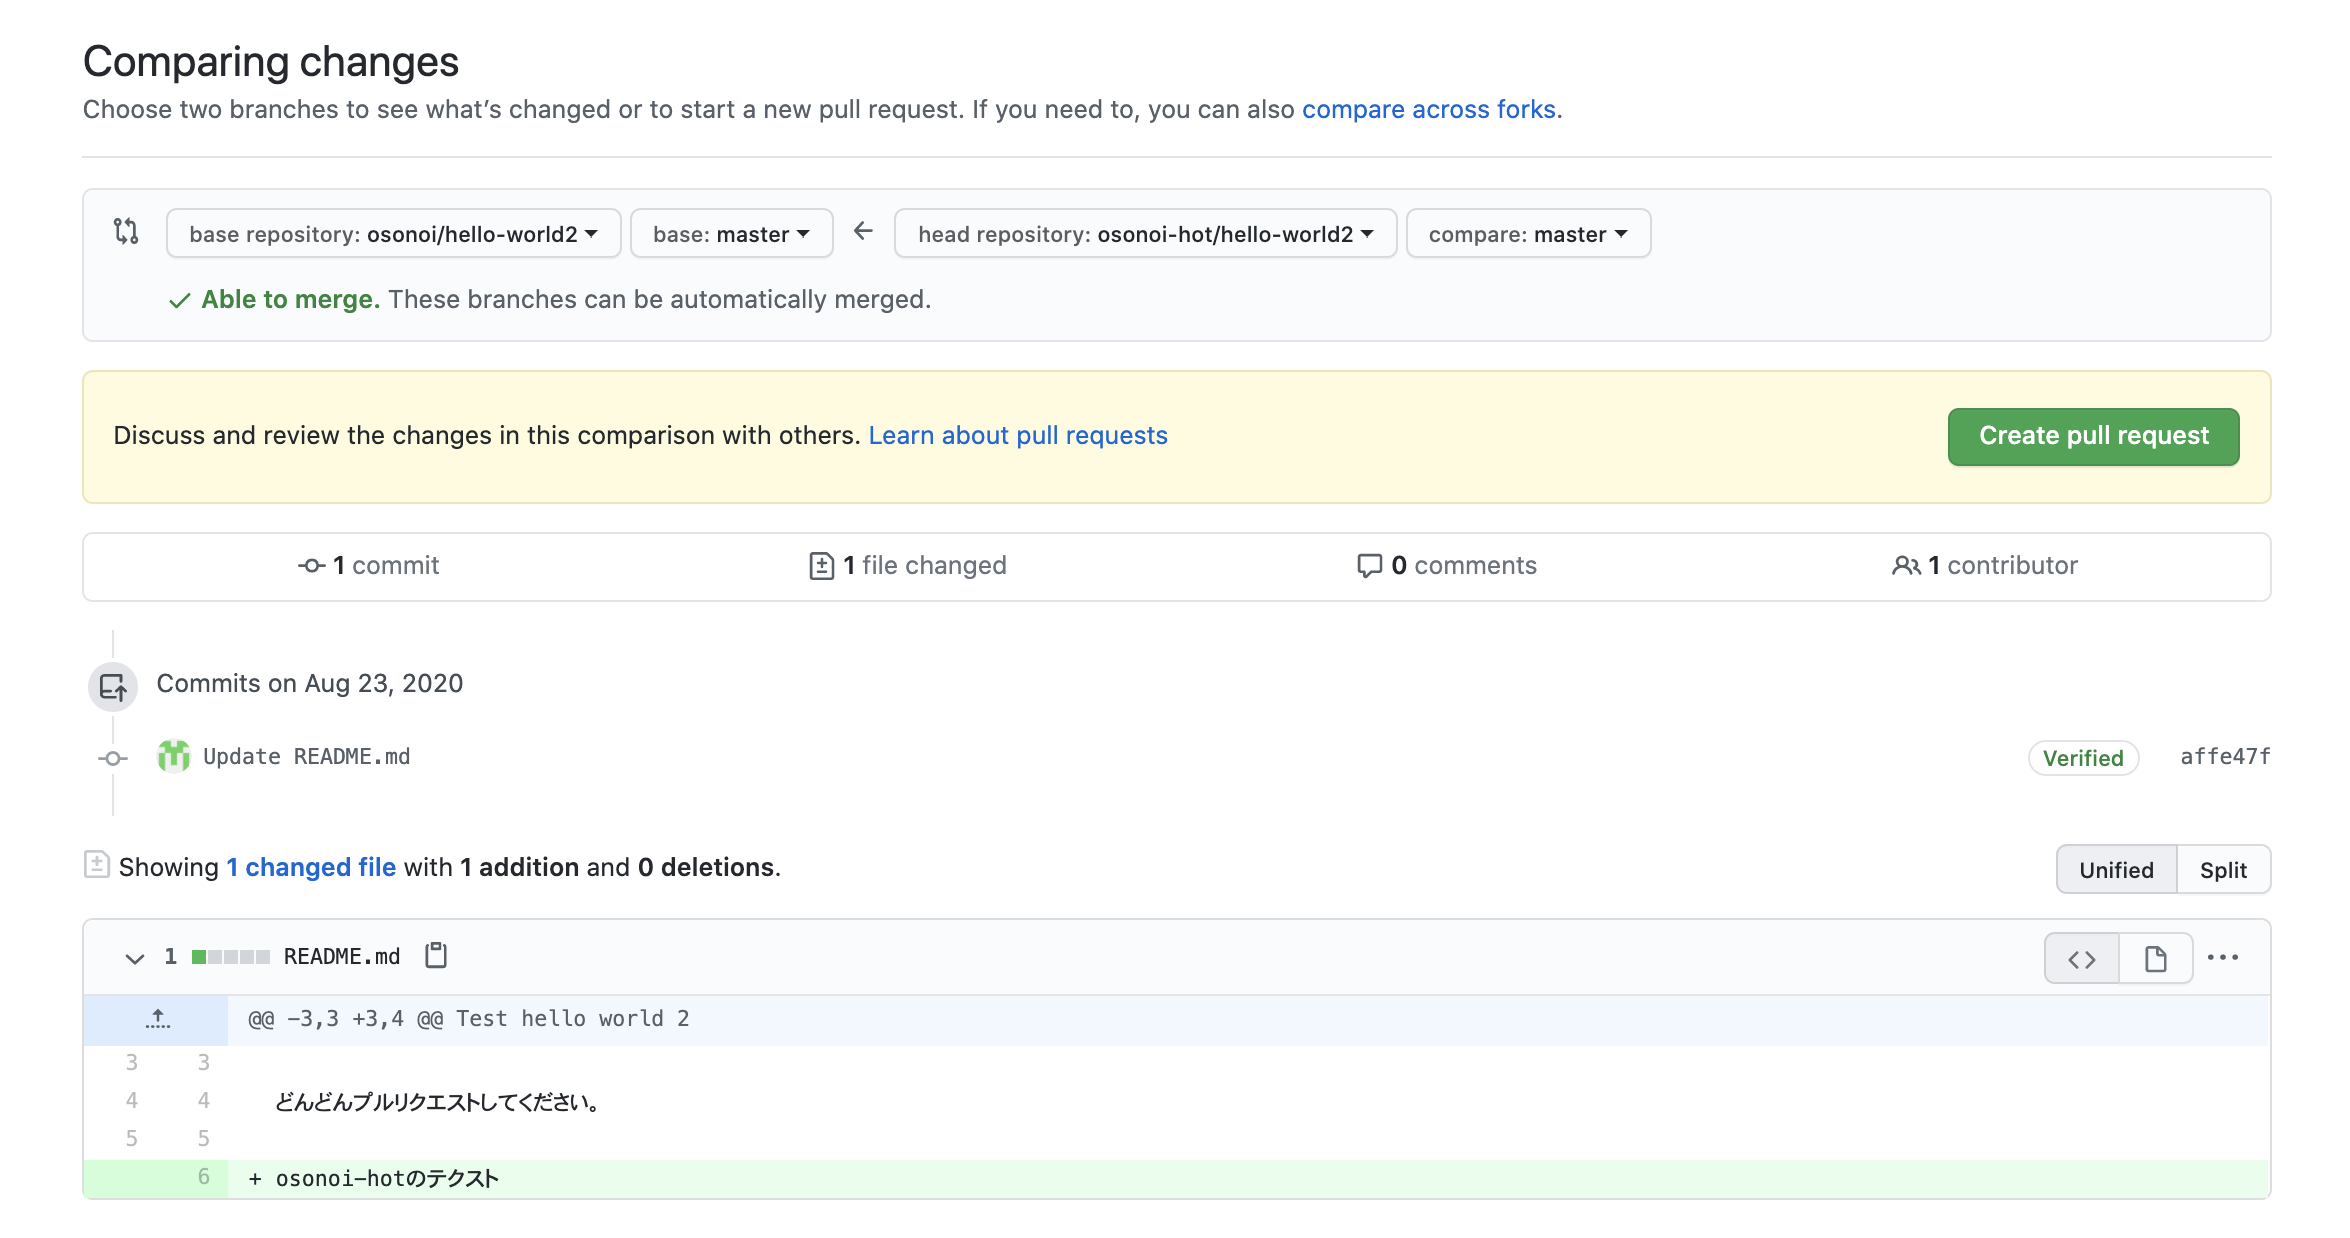 Comparing changes
Choose two branches to see what’s changed or to start a new pull request. If you need to, you can also compare across forks.
base repository: osonoi/hello-world2 base: master ← head repository: osonoi-hot/hello-world2 compare: master
✓ Able to merge. These branches can be automatically merged.
Discuss and review the changes in this comparison with others. Learn about pull requests Create pull request
1 commit 1 file changed 0 comments 1 contributor
Commits on Aug 23, 2020
Update README.md Verified affe47f
Showing 1 changed file with 1 addition and 0 deletions. Unified Split
1 README.md <> ...
@@ -3,3 +3,4 @@ Test hello world 2
3 3
4 4 どんどんプルリクエストしてください。
5 5
6 + osonoi-hotのテクスト